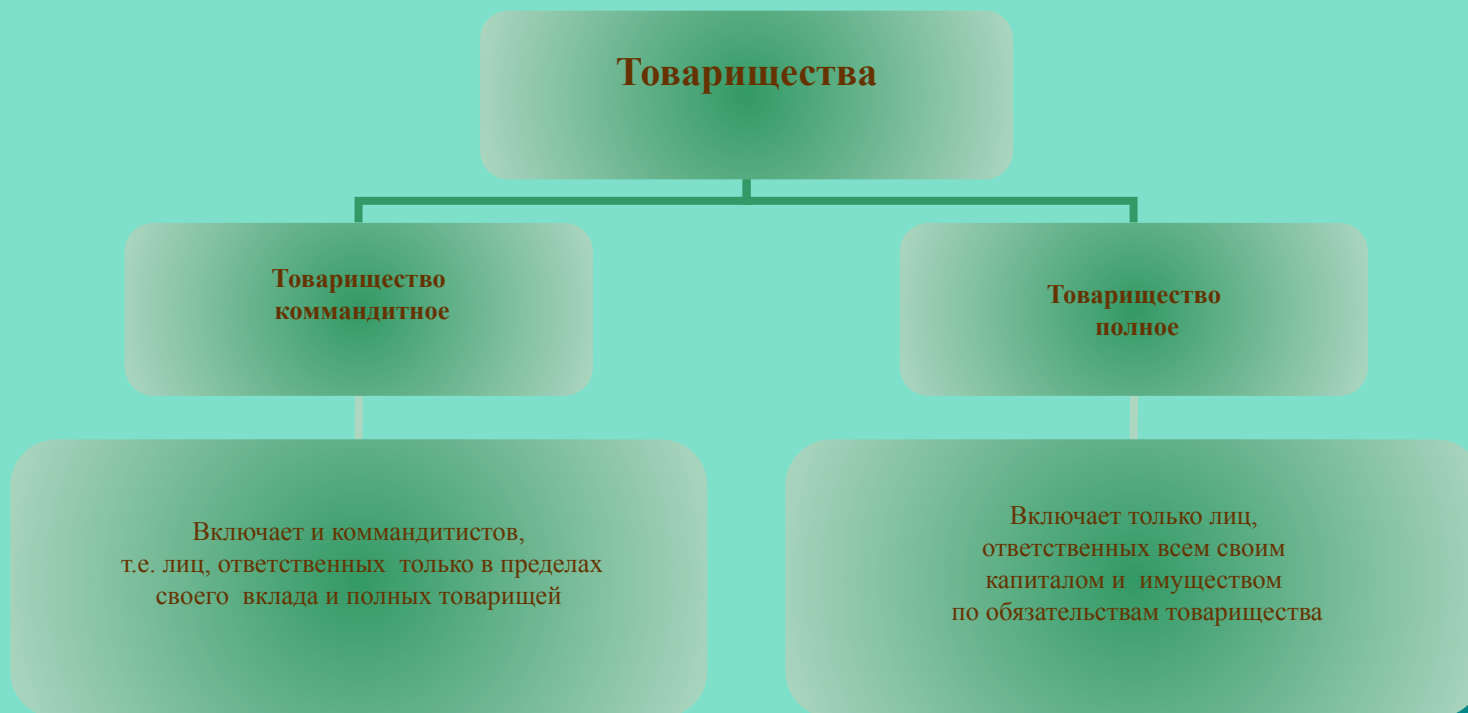 Товарищества
Товарищество
коммандитное
Товарищество
полное
Включает и коммандитистов,
т.е. лиц, ответственных только в пределах
своего вклада и полных товарищей
Включает только лиц,
ответственных всем своим
капиталом и имуществом
по обязательствам товарищества